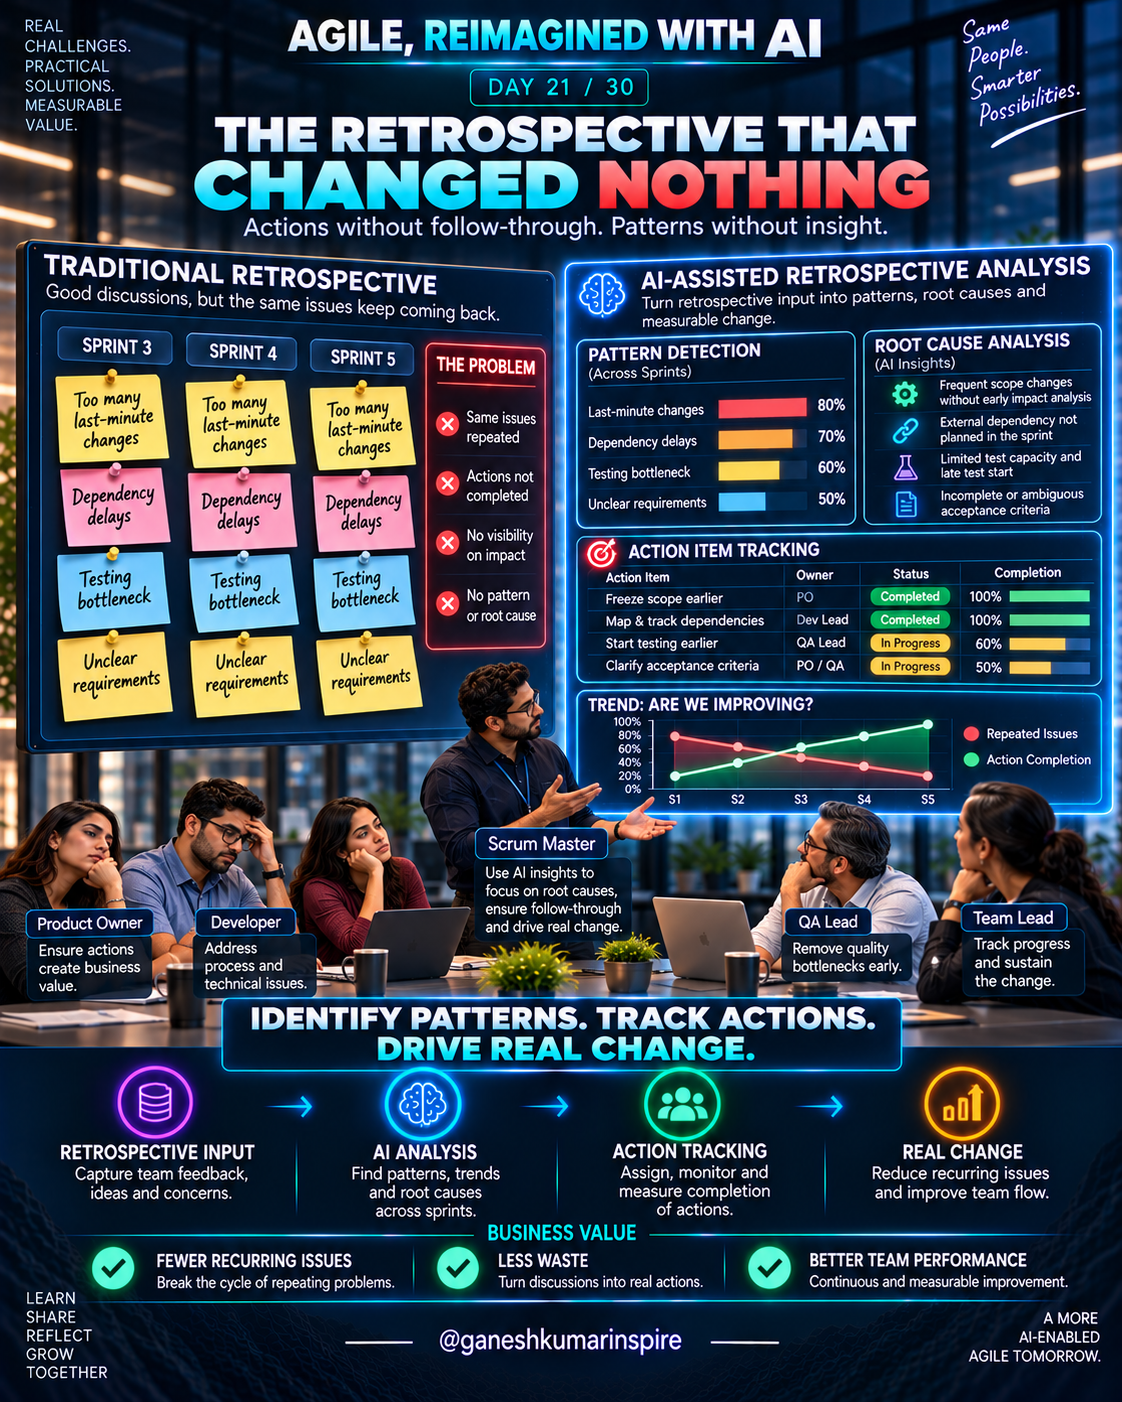 REAL
CHALLENGES.
PRACTICAL
SOLUTIONS.
MEASURABLE
VALUE.
AGILE, REIMAGINED WITH AI
DAY 21 / 30
Same
People.
Smarter
Possibilities.
THE RETROSPECTIVE THAT
CHANGED NOTHING
Actions without follow-through. Patterns without insight.
TRADITIONAL RETROSPECTIVE
Good discussions, but the same issues keep coming back.
SPRINT 3
Too many
last-minute
changes
Dependency
delays
Testing
bottleneck
Unclear
requirements
SPRINT 4
Too many
last-minute
changes
Dependency
delays
Testing
bottleneck
Unclear
requirements
SPRINT 5
Too many
last-minute
changes
Dependency
delays
Testing
bottleneck
Unclear
requirements
THE PROBLEM
Same issues
repeated
Actions not
completed
No visibility
on impact
No pattern
or root cause
AI-ASSISTED RETROSPECTIVE ANALYSIS
Turn retrospective input into patterns, root causes and
measurable change.
PATTERN DETECTION
(Across Sprints)
Last-minute changes 80%
Dependency delays 70%
Testing bottleneck 60%
Unclear requirements 50%
ROOT CAUSE ANALYSIS
(AI Insights)
Frequent scope changes
without early impact analysis
External dependency not
planned in the sprint
Limited test capacity and
late test start
Incomplete or ambiguous
acceptance criteria
ACTION ITEM TRACKING
Action Item Owner Status Completion
Freeze scope earlier PO Completed 100%
Map & track dependencies Dev Lead Completed 100%
Start testing earlier QA Lead In Progress 60%
Clarify acceptance criteria PO / QA In Progress 50%
TREND: ARE WE IMPROVING?
100%
80%
60%
40%
20%
0%
S1 S2 S3 S4 S5
Repeated Issues
Action Completion
Product Owner
Ensure actions
create business
value.
Developer
Address
process and
technical issues.
Scrum Master
Use AI insights to
focus on root causes,
ensure follow-through
and drive real change.
QA Lead
Remove quality
bottlenecks early.
Team Lead
Track progress
and sustain
the change.
IDENTIFY PATTERNS. TRACK ACTIONS.
DRIVE REAL CHANGE.
RETROSPECTIVE INPUT
Capture team feedback,
ideas and concerns.
AI ANALYSIS
Find patterns, trends
and root causes
across sprints.
ACTION TRACKING
Assign, monitor and
measure completion
of actions.
REAL CHANGE
Reduce recurring issues
and improve team flow.
BUSINESS VALUE
FEWER RECURRING ISSUES
Break the cycle of repeating problems.
LESS WASTE
Turn discussions into real actions.
BETTER TEAM PERFORMANCE
Continuous and measurable improvement.
LEARN
SHARE
REFLECT
GROW
TOGETHER
@ganeshkumarinspire
A MORE
AI-ENABLED
AGILE TOMORROW.